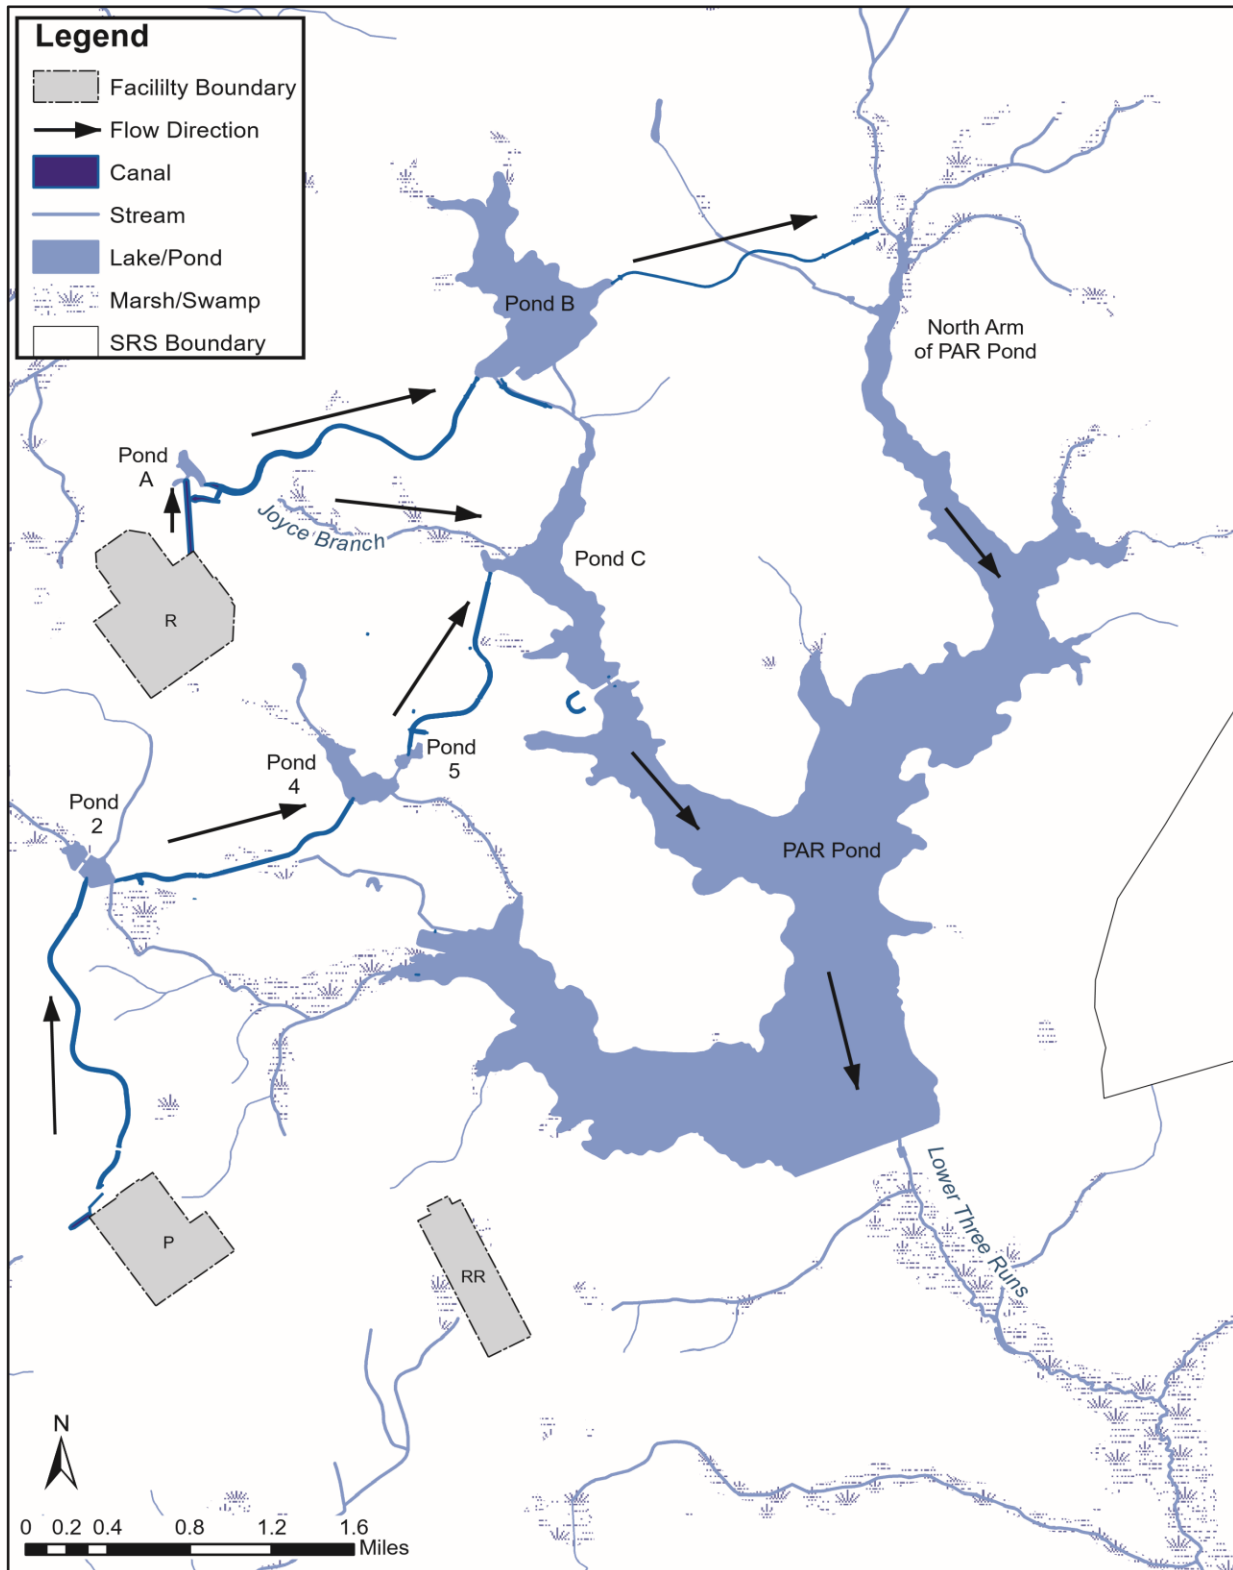 Legend
Facililty Boundary
Flow Direction
Canal
Stream
Lake/Pond
Marsh/Swamp
SRS Boundary
Pond B
North Arm
of PAR Pond
Pond
A
Joyce Branch
Pond C
R
Pond
4
Pond
5
Pond
2
PAR Pond
Lower Three Runs
P
RR
N
0 0.2 0.4 0.8 1.2 1.6
Miles